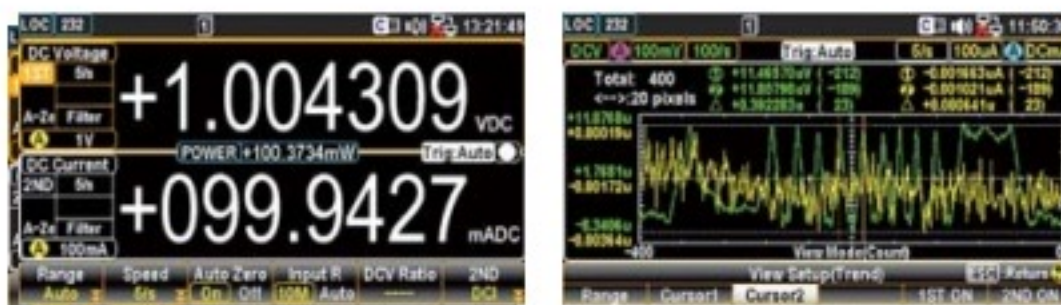 LOC 232 1 C 13:21:49
DC Voltage
1ST 5/s
+1.004309 VDC
A-Ze Filter
A 1V
POWER +100.3734mW Trig:Auto
DC Current
2ND 5/s
+099.9427 mADC
A-Ze Filter
A 100mA
Range Speed Auto Zero Input R DCV Ratio 2ND
Auto 5/s On Off 10M Auto ---- DCI
LOC 232 1 C 11:50:3
DCV A 100mV 100/s Trig:Auto 5/s 100uA A DC
Total: 400
<-->:20 pixels
-400 View Mode(Count)
View Setup(Trend) ESC Return
Range Cursor1 Cursor2 1ST ON 2ND ON